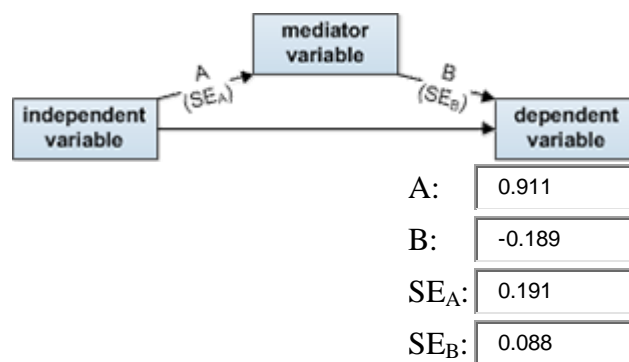 mediator
variable
A
(SEA)
B
(SEB)
independent
variable
dependent
variable
A: 0.911
B: -0.189
SEA: 0.191
SEB: 0.088